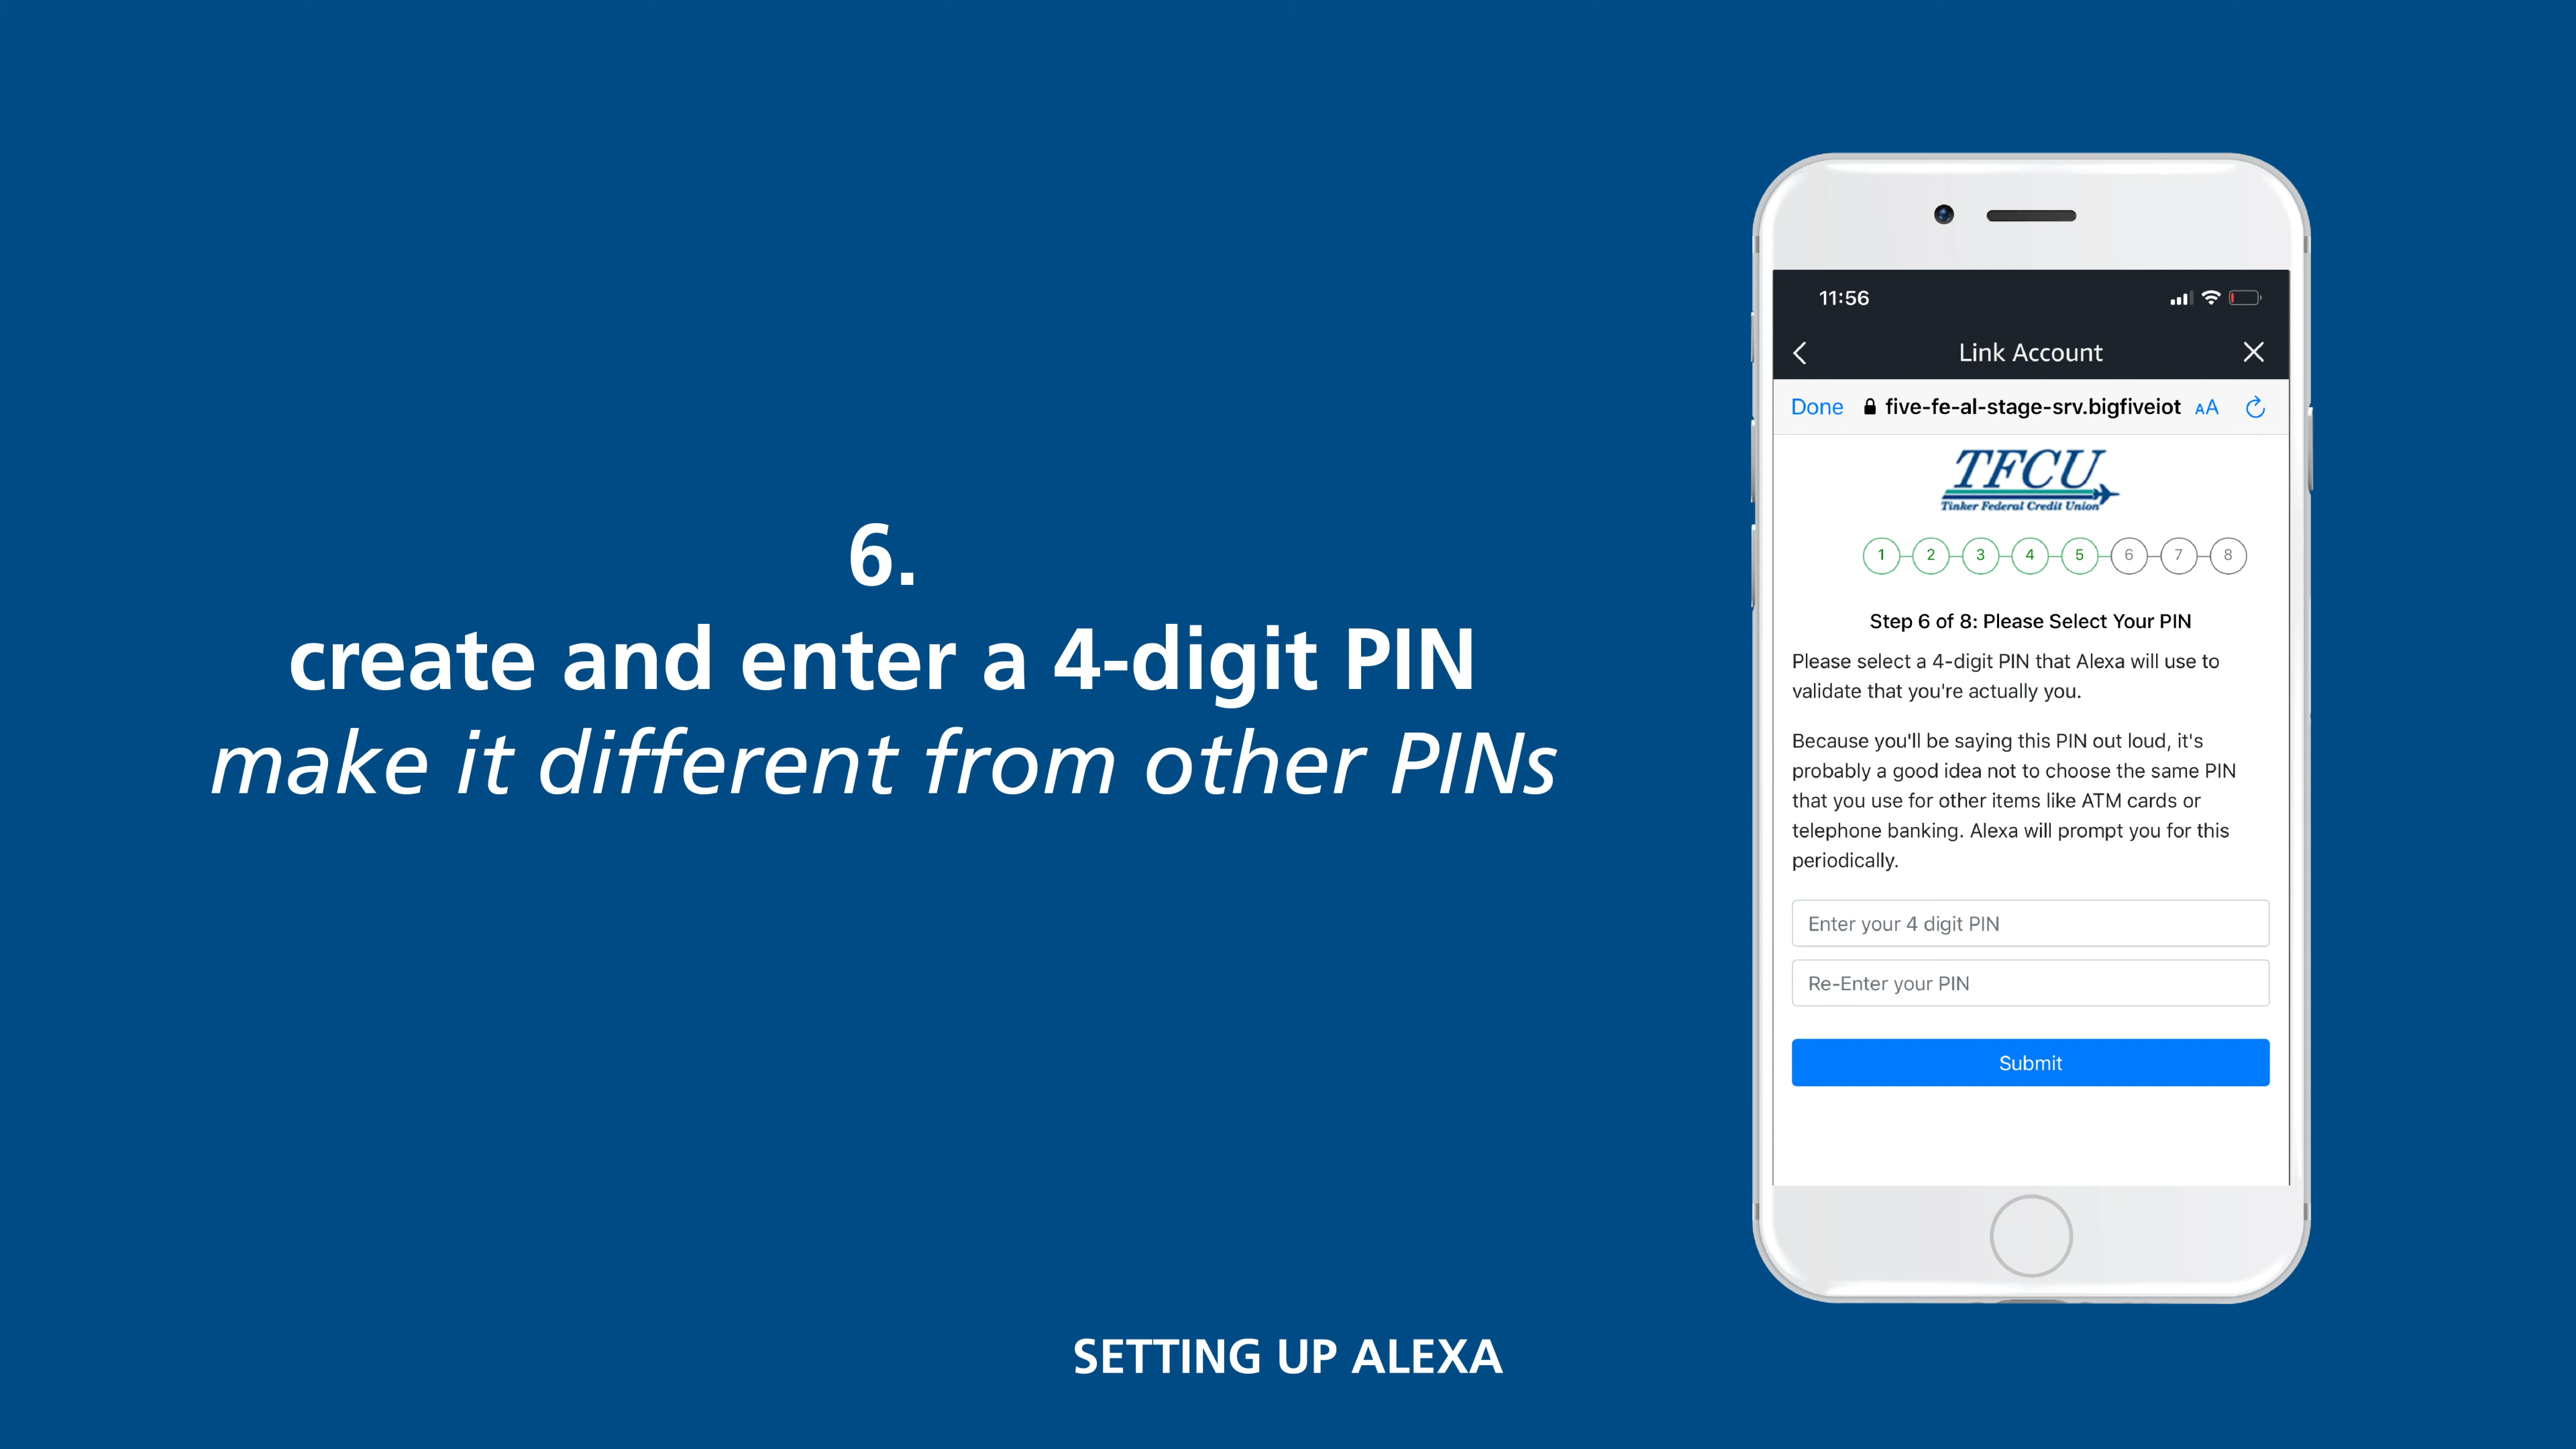 6.
create and enter a 4-digit PIN
make it different from other PINs
11:56
Link Account
Done five-fe-al-stage-srv.bigfiveiot AA
TFCU
Tinker Federal Credit Union
1 2 3 4 5 6 7 8
Step 6 of 8: Please Select Your PIN
Please select a 4-digit PIN that Alexa will use to
validate that you're actually you.
Because you'll be saying this PIN out loud, it's
probably a good idea not to choose the same PIN
that you use for other items like ATM cards or
telephone banking. Alexa will prompt you for this
periodically.
Enter your 4 digit PIN
Re-Enter your PIN
Submit
SETTING UP ALEXA